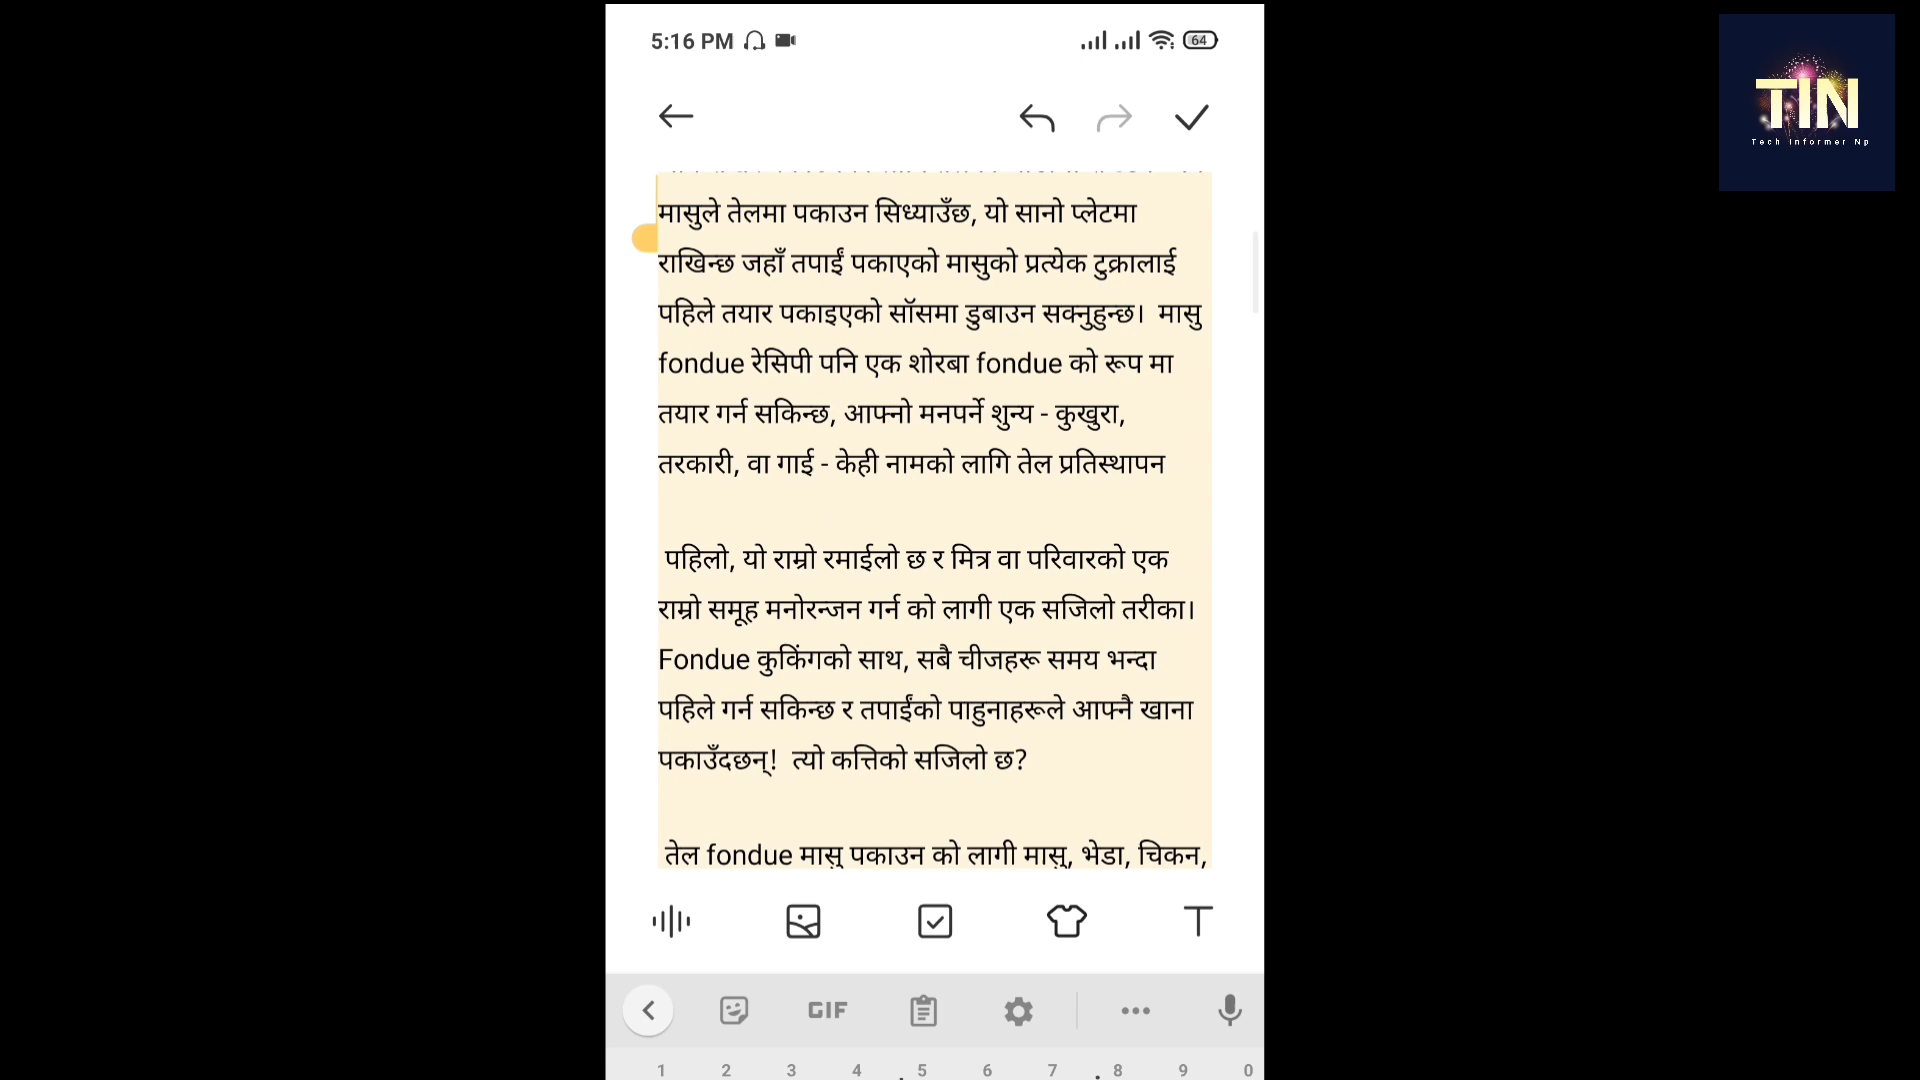 5:16 PM
64
TIN
Tech Informer Np
मासुले तेलमा पकाउन सिध्याउँछ, यो सानो प्लेटमा
राखिन्छ जहाँ तपाईं पकाएको मासुको प्रत्येक टुक्रालाई
पहिले तयार पकाइएको सॉसमा डुबाउन सक्नुहुन्छ।  मासु
fondue रेसिपी पनि एक शोरबा fondue को रूप मा
तयार गर्न सकिन्छ, आफ्नो मनपर्ने शुन्य - कुखुरा,
तरकारी, वा गाई - केही नामको लागि तेल प्रतिस्थापन
पहिलो, यो राम्रो रमाईलो छ र मित्र वा परिवारको एक
राम्रो समूह मनोरन्जन गर्न को लागी एक सजिलो तरीका।
Fondue कुकिंगको साथ, सबै चीजहरू समय भन्दा
पहिले गर्न सकिन्छ र तपाईंको पाहुनाहरूले आफ्नै खाना
पकाउँदछन्!  त्यो कत्तिको सजिलो छ?
तेल fondue मासु पकाउन को लागी मासु, भेडा, चिकन,
GIF
1 2 3 4 5 6 7 8 9 0